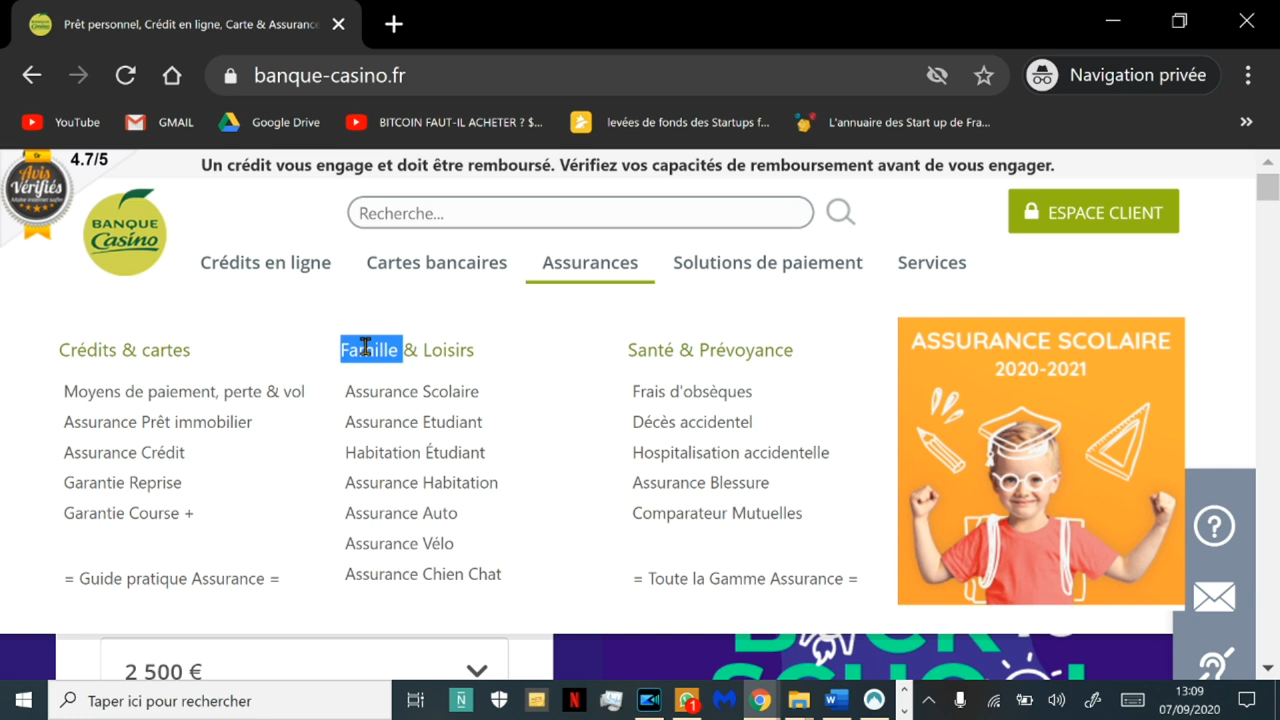 Prêt personnel, Crédit en ligne, Carte & Assurance
banque-casino.fr
Navigation privée
YouTube
GMAIL
Google Drive
BITCOIN FAUT-IL ACHETER ? $...
levées de fonds des Startups f...
L'annuaire des Start up de Fra...
4.7/5
Avis Vérifiés
Un crédit vous engage et doit être remboursé. Vérifiez vos capacités de remboursement avant de vous engager.
BANQUE
Casino
Recherche...
ESPACE CLIENT
Crédits en ligne
Cartes bancaires
Assurances
Solutions de paiement
Services
Crédits & cartes
Moyens de paiement, perte & vol
Assurance Prêt immobilier
Assurance Crédit
Garantie Reprise
Garantie Course +
= Guide pratique Assurance =
Famille & Loisirs
Assurance Scolaire
Assurance Etudiant
Habitation Étudiant
Assurance Habitation
Assurance Auto
Assurance Vélo
Assurance Chien Chat
Santé & Prévoyance
Frais d'obsèques
Décès accidentel
Hospitalisation accidentelle
Assurance Blessure
Comparateur Mutuelles
= Toute la Gamme Assurance =
ASSURANCE SCOLAIRE
2020-2021
2 500 €
Taper ici pour rechercher
1
13:09
07/09/2020